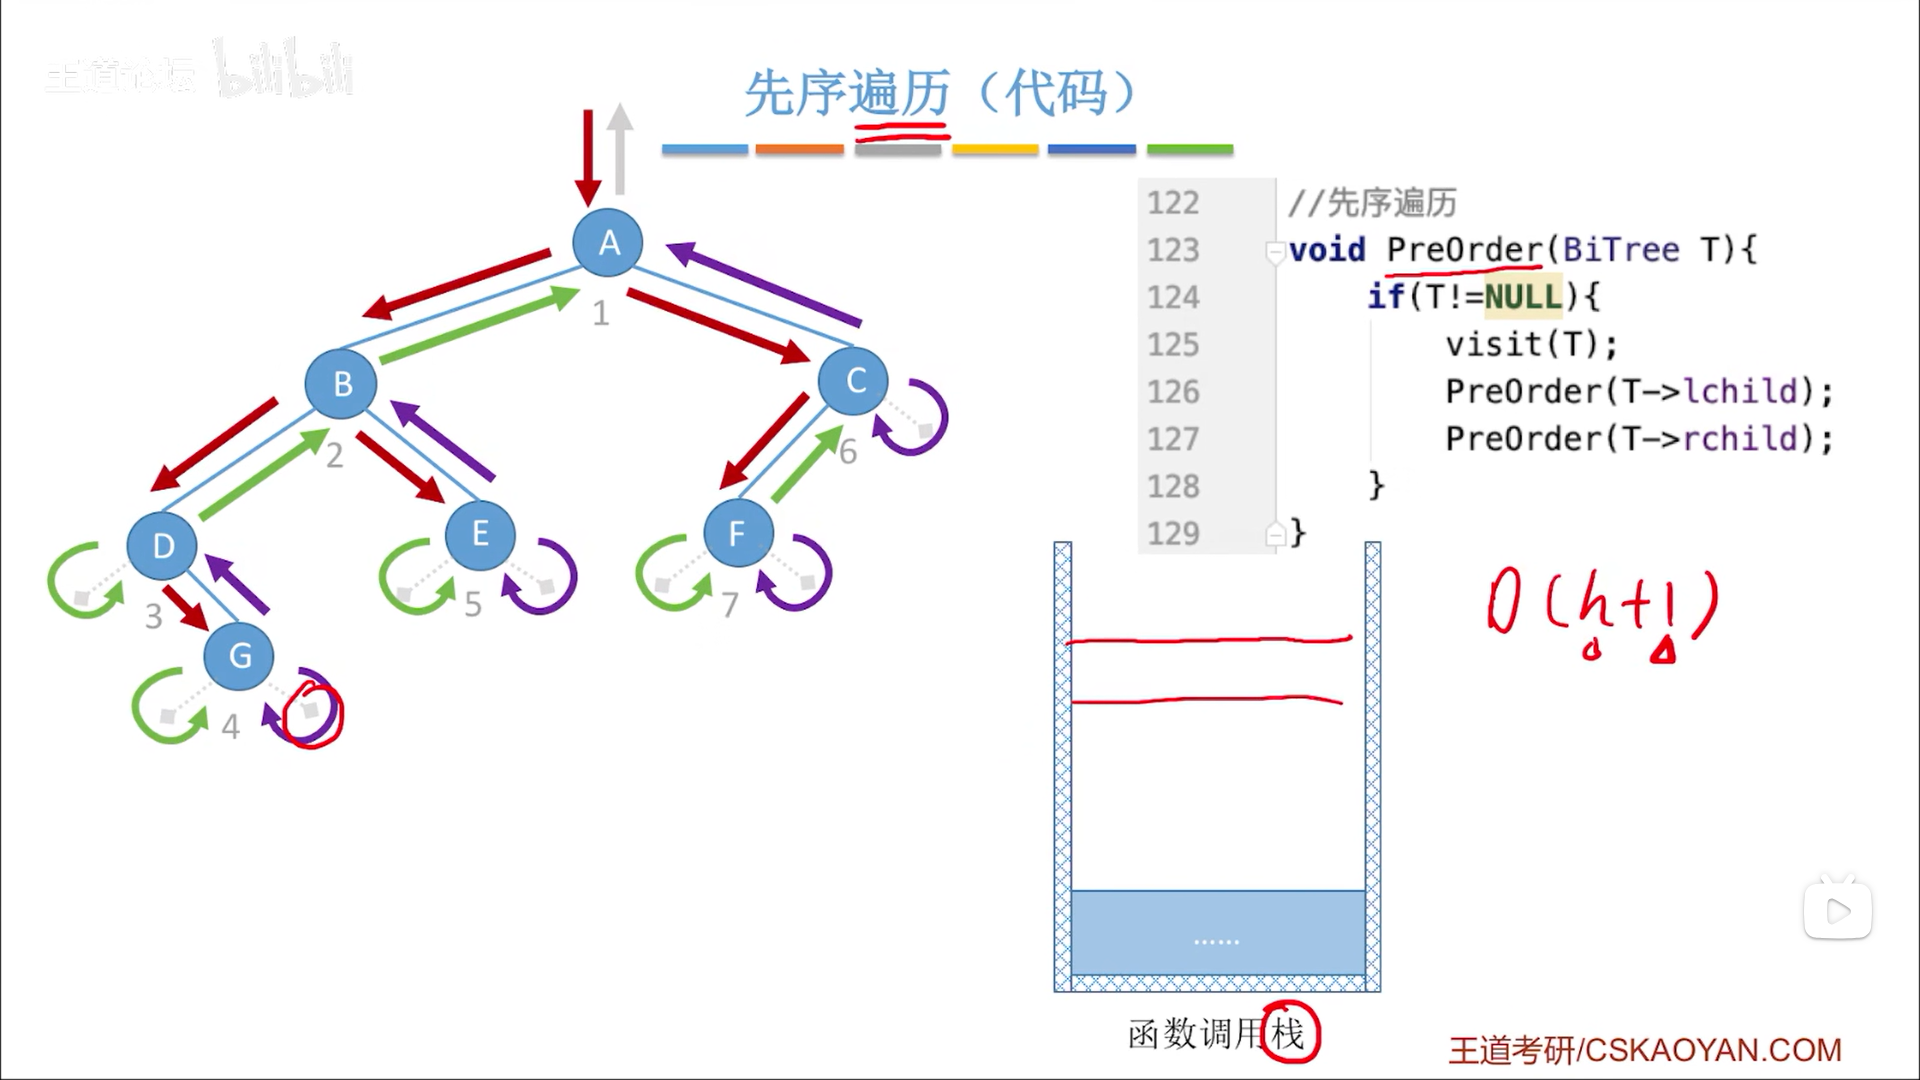 王道论坛 bilibili
先序遍历（代码）
A
1
B
C
2
6
D
E
F
3
5
7
G
4
122 //先序遍历
123 void PreOrder(BiTree T){
124 if(T!=NULL){
125 visit(T);
126 PreOrder(T->lchild);
127 PreOrder(T->rchild);
128 }
129 }
O(h+1)
......
函数调用栈
王道考研/CSKAOYAN.COM